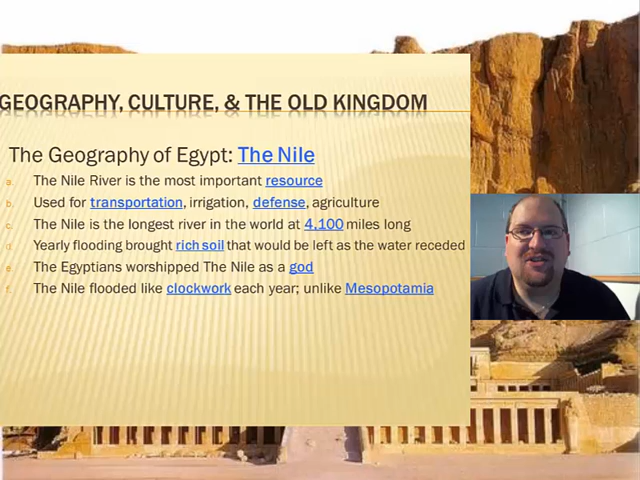 GEOGRAPHY, CULTURE, & THE OLD KINGDOM
The Geography of Egypt: The Nile
a. The Nile River is the most important resource
b. Used for transportation, irrigation, defense, agriculture
c. The Nile is the longest river in the world at 4,100 miles long
d. Yearly flooding brought rich soil that would be left as the water receded
e. The Egyptians worshipped The Nile as a god
f. The Nile flooded like clockwork each year; unlike Mesopotamia